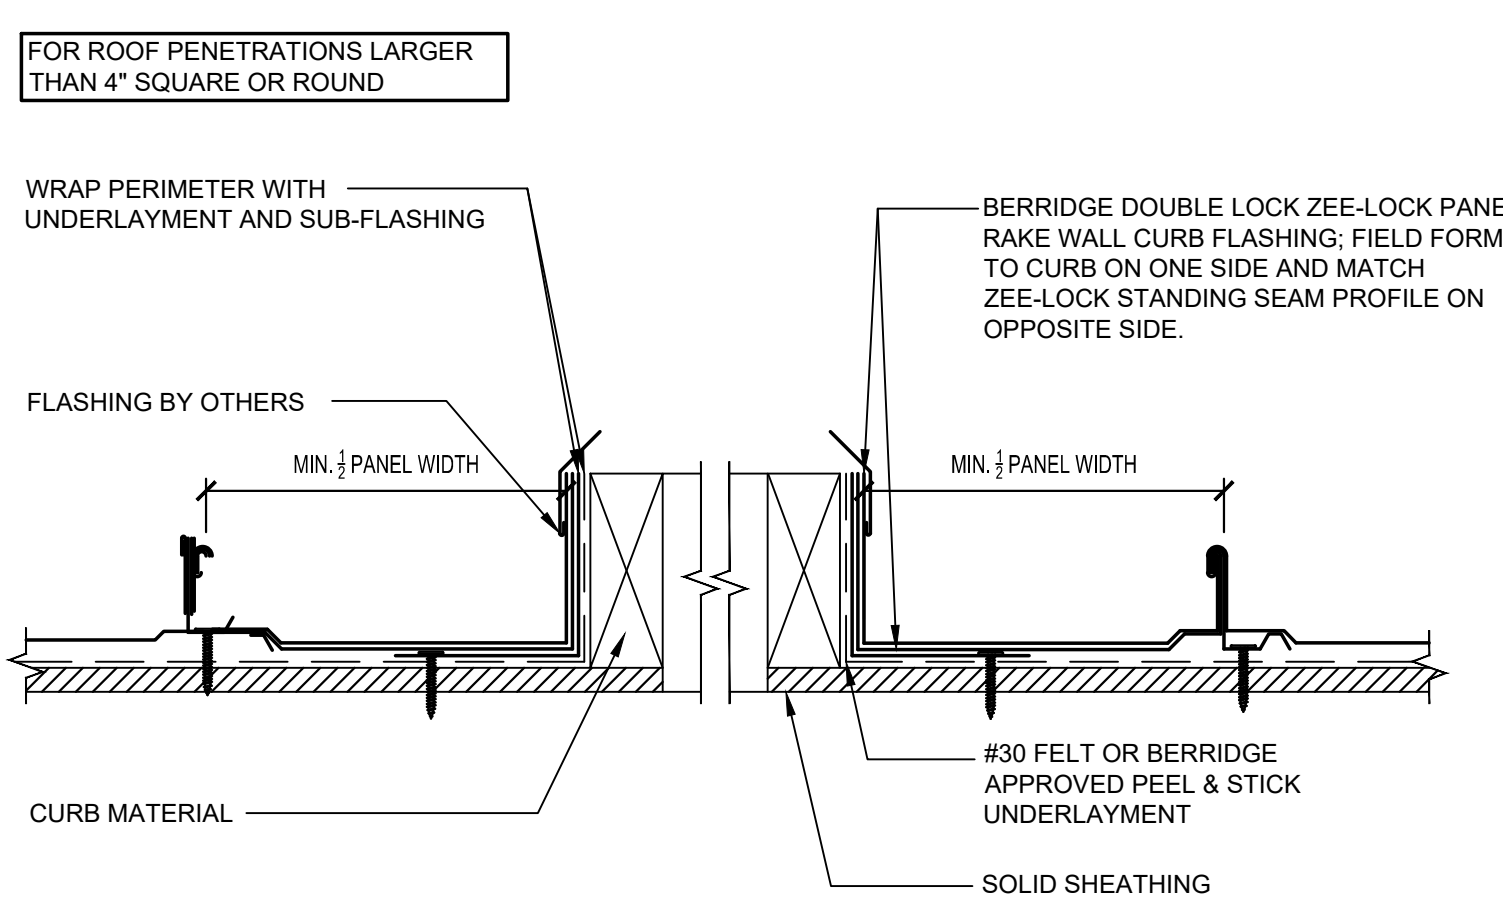 FOR ROOF PENETRATIONS LARGER
THAN 4" SQUARE OR ROUND
WRAP PERIMETER WITH
UNDERLAYMENT AND SUB-FLASHING
BERRIDGE DOUBLE LOCK ZEE-LOCK PANE
RAKE WALL CURB FLASHING; FIELD FORM
TO CURB ON ONE SIDE AND MATCH
ZEE-LOCK STANDING SEAM PROFILE ON
OPPOSITE SIDE.
FLASHING BY OTHERS
MIN. 1/2 PANEL WIDTH
MIN. 1/2 PANEL WIDTH
#30 FELT OR BERRIDGE
APPROVED PEEL & STICK
UNDERLAYMENT
CURB MATERIAL
SOLID SHEATHING